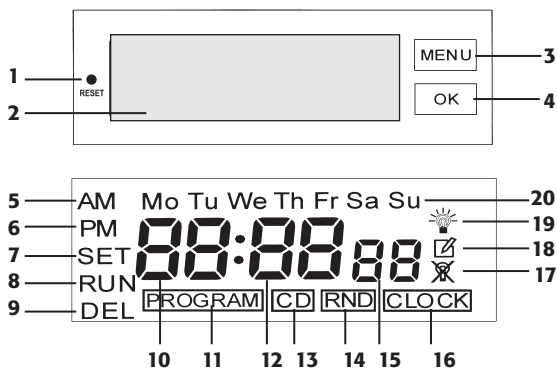 MENU 3
1
RESET
2
OK 4
5 AM Mo Tu We Th Fr Sa Su 20
6 PM 88:88 88 19
7 SET 18
8 RUN 17
9 DEL PROGRAM CD RND CLOCK
10 11 12 13 14 15 16